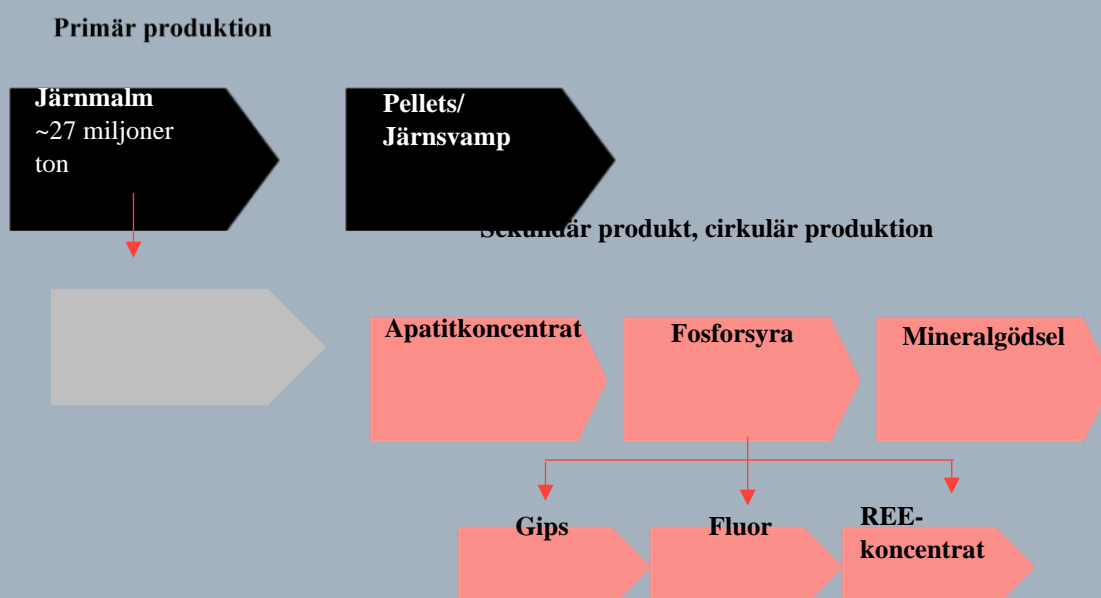 Primär produktion
Järnmalm
~27 miljoner
ton
Pellets/
Järnsvamp
Sekundär produkt, cirkulär produktion
Apatitkoncentrat
Fosforsyra
Mineralgödsel
Gips
Fluor
REE-
koncentrat